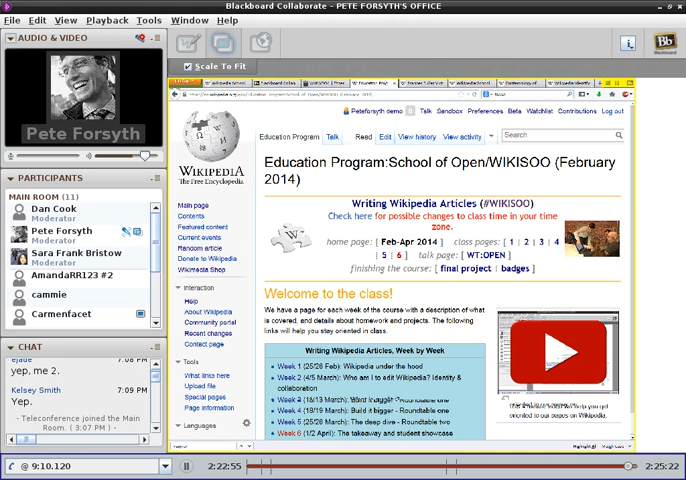 Blackboard Collaborate - PETE FORSYTH'S OFFICE
File Edit View Playback Tools Window Help
AUDIO & VIDEO
Pete Forsyth
PARTICIPANTS
MAIN ROOM (11)
Dan Cook
Moderator
Pete Forsyth
Moderator
Sara Frank Bristow
Moderator
AmandaRR123 #2
cammie
Carmenfacet
CHAT
ejade 7:08 PM
yep, me 2.
Kelsey Smith 7:09 PM
Yep.
- Teleconference joined the Main
Room. ( 3:07 PM ) -
Scale To Fit
Peteforsyth demo 0 Talk Sandbox Preferences Beta Watchlist Contributions Log out
WIKIPEDIA
The Free Encyclopedia
Main page
Contents
Featured content
Current events
Random article
Donate to Wikipedia
Wikimedia Shop
Interaction
Help
About Wikipedia
Community portal
Recent changes
Contact page
Tools
What links here
Upload file
Special pages
Page information
Languages
Education Program Talk Read Edit View history View activity Search
Education Program:School of Open/WIKISOO (February
2014)
Writing Wikipedia Articles (#WIKISOO)
Check here for possible changes to class time in your time
zone.
home page: [ Feb-Apr 2014 ] class pages: [ 1 | 2 | 3 | 4
| 5 | 6 ] talk page: [ WT:OPEN ]
finishing the course: [ final project | badges ]
Welcome to the class!
We have a page for each week of the course with a description of what
is covered, and details about homework and projects. The following
links will help you stay oriented in class.
Writing Wikipedia Articles, Week by Week
Week 1 (25/26 Feb): Wikipedia under the hood
Week 2 (4/5 March): Who am I to edit Wikipedia? Identity &
collaboration
Week 4 (18/19 March): Build it bigger - Roundtable one
Week 5 (25/26 March): The deep dive - Roundtable two
Week 6 (1/2 April): The takeaway and student showcase
oriented to our pages on Wikipedia.
Bb
@ 9:10.120
2:22:55
2:25:22